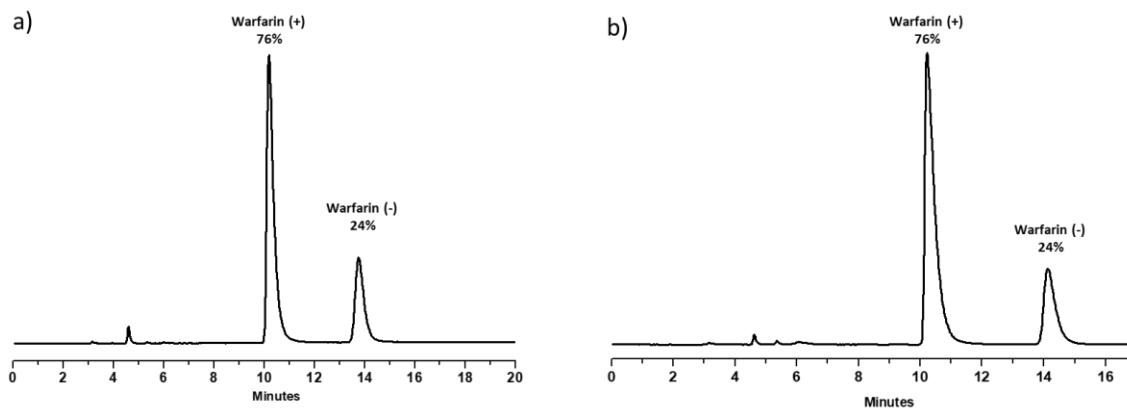 a)
Warfarin (+)
76%
Warfarin (-)
24%
0 2 4 6 8 10 12 14 16 18 20
Minutes
b)
Warfarin (+)
76%
Warfarin (-)
24%
0 2 4 6 8 10 12 14 16
Minutes